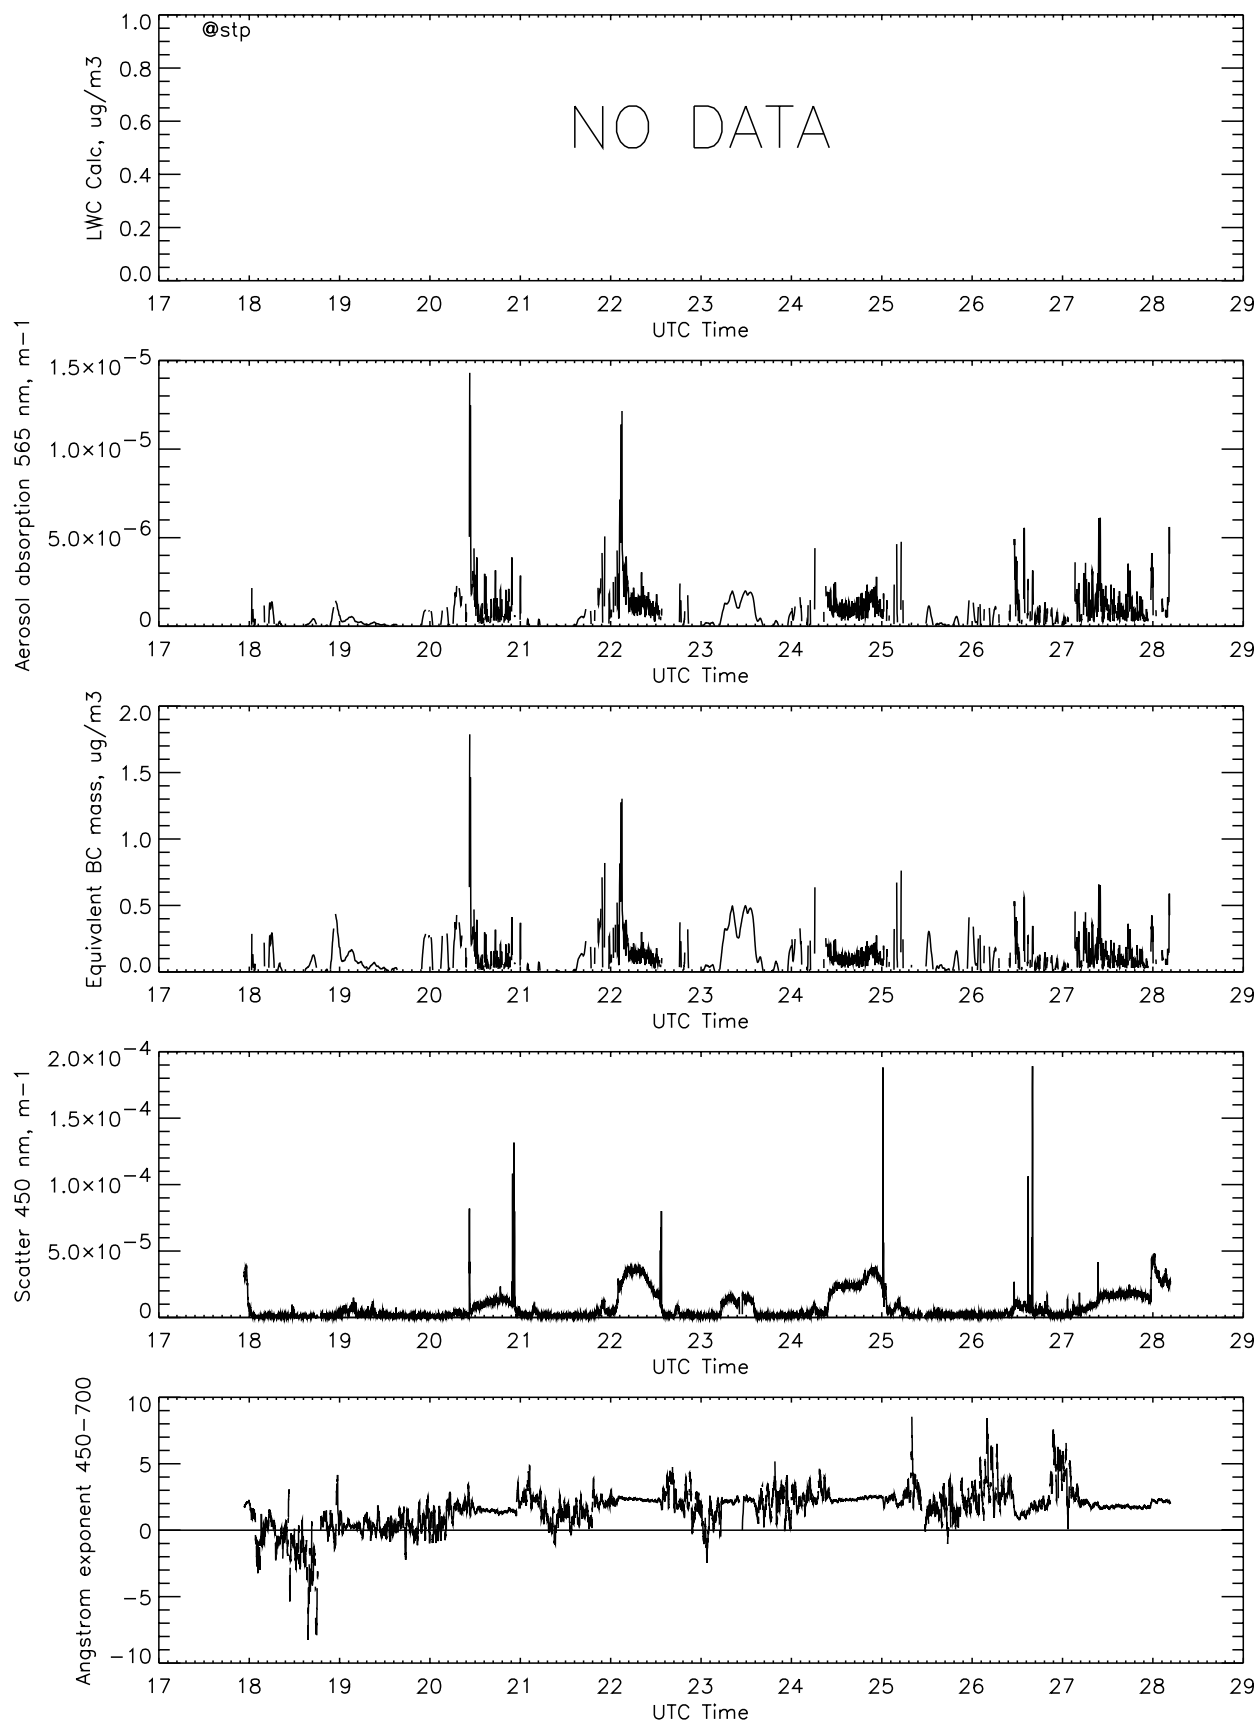 @stp
NO DATA
LWC Calc, ug/m3
1.0
0.8
0.6
0.4
0.2
0.0
17 18 19 20 21 22 23 24 25 26 27 28 29
UTC Time
Aerosol absorption 565 nm, m−1
1.5×10−5
1.0×10−5
5.0×10−6
0
17 18 19 20 21 22 23 24 25 26 27 28 29
UTC Time
Equivalent BC mass, ug/m3
2.0
1.5
1.0
0.5
0.0
17 18 19 20 21 22 23 24 25 26 27 28 29
UTC Time
Scatter 450 nm, m−1
2.0×10−4
1.5×10−4
1.0×10−4
5.0×10−5
0
17 18 19 20 21 22 23 24 25 26 27 28 29
UTC Time
Angstrom exponent 450−700
10
5
0
−5
−10
17 18 19 20 21 22 23 24 25 26 27 28 29
UTC Time